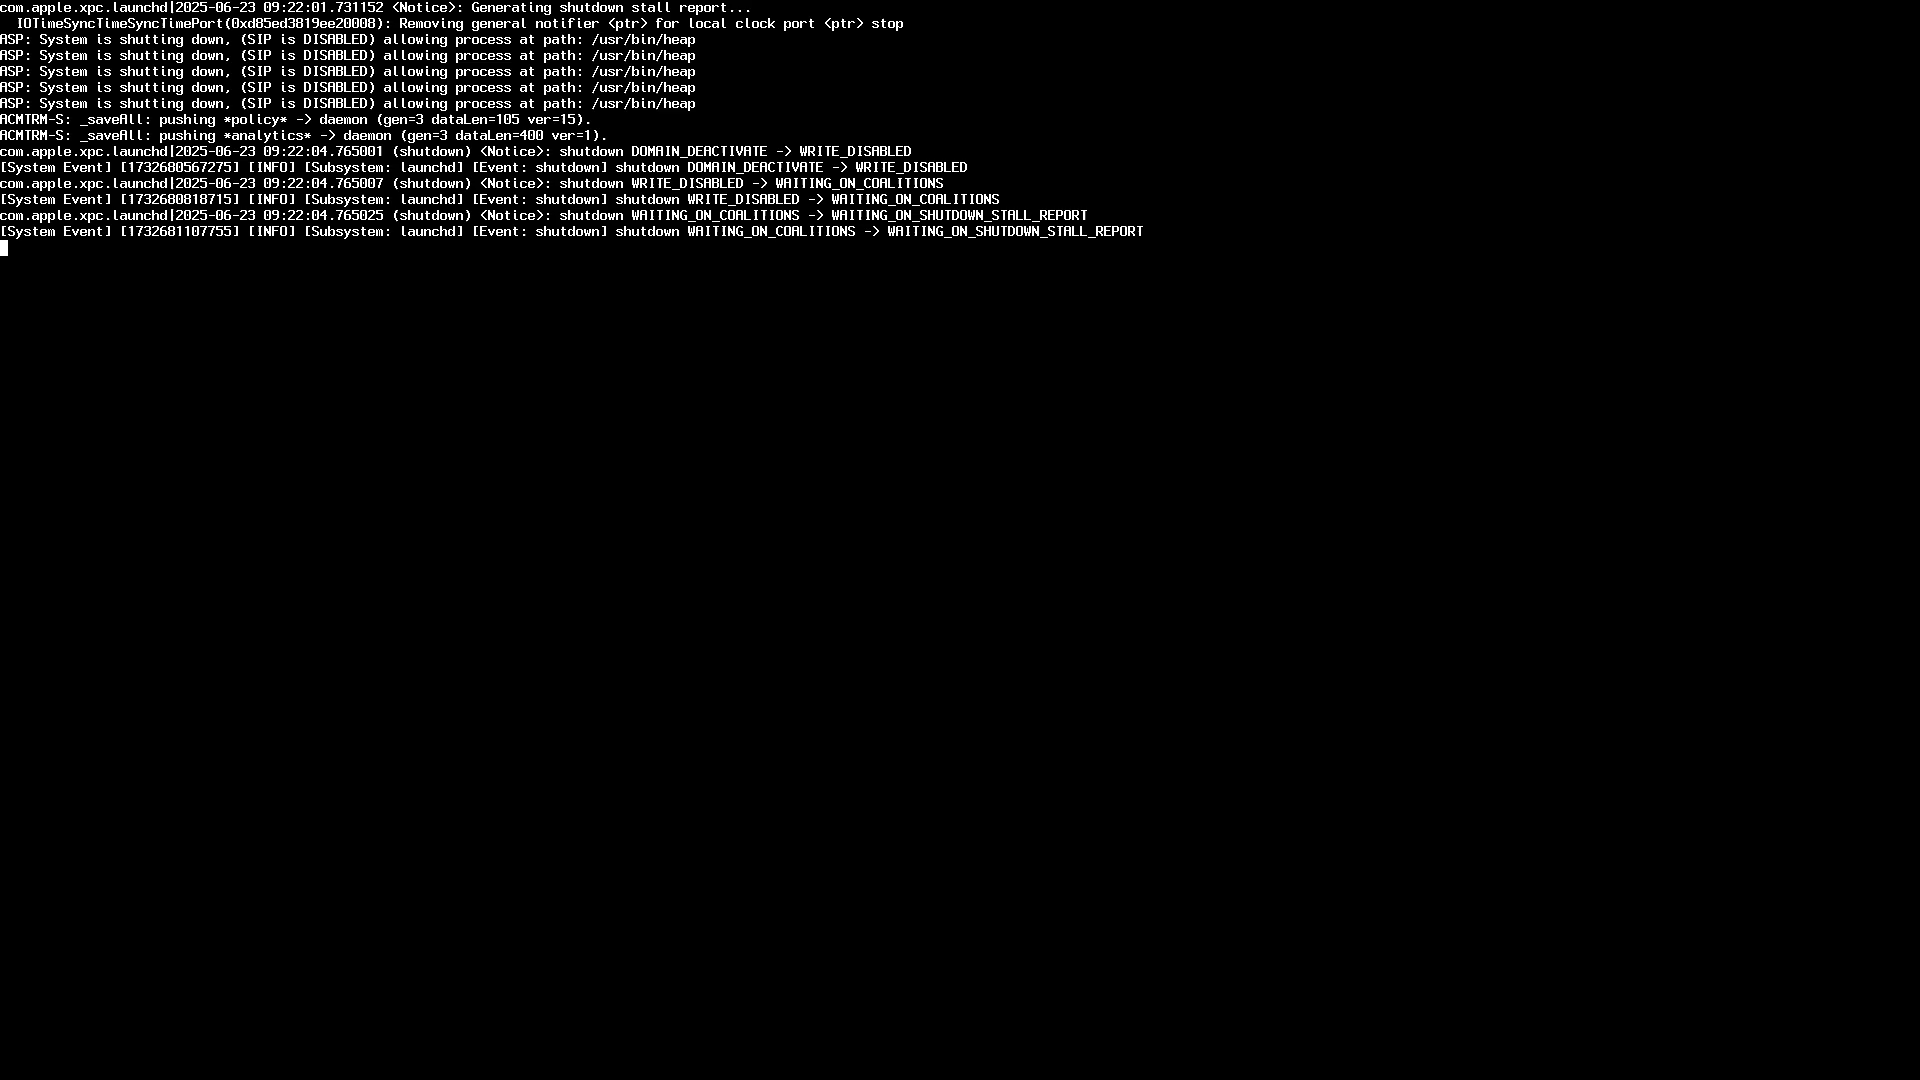 com.apple.xpc.launchd|2025-06-23 09:22:01.731152 <Notice>: Generating shutdown stall report...
  IOTimeSyncTimeSyncTimePort(0xd85ed3819ee20008): Removing general notifier <ptr> for local clock port <ptr> stop
ASP: System is shutting down, (SIP is DISABLED) allowing process at path: /usr/bin/heap
ASP: System is shutting down, (SIP is DISABLED) allowing process at path: /usr/bin/heap
ASP: System is shutting down, (SIP is DISABLED) allowing process at path: /usr/bin/heap
ASP: System is shutting down, (SIP is DISABLED) allowing process at path: /usr/bin/heap
ASP: System is shutting down, (SIP is DISABLED) allowing process at path: /usr/bin/heap
ACMTRM-S: _saveAll: pushing *policy* -> daemon (gen=3 dataLen=105 ver=15).
ACMTRM-S: _saveAll: pushing *analytics* -> daemon (gen=3 dataLen=400 ver=1).
com.apple.xpc.launchd|2025-06-23 09:22:04.765001 (shutdown) <Notice>: shutdown DOMAIN_DEACTIVATE -> WRITE_DISABLED
[System Event] [1732680567275] [INFO] [Subsystem: launchd] [Event: shutdown] shutdown DOMAIN_DEACTIVATE -> WRITE_DISABLED
com.apple.xpc.launchd|2025-06-23 09:22:04.765007 (shutdown) <Notice>: shutdown WRITE_DISABLED -> WAITING_ON_COALITIONS
[System Event] [1732680818715] [INFO] [Subsystem: launchd] [Event: shutdown] shutdown WRITE_DISABLED -> WAITING_ON_COALITIONS
com.apple.xpc.launchd|2025-06-23 09:22:04.765025 (shutdown) <Notice>: shutdown WAITING_ON_COALITIONS -> WAITING_ON_SHUTDOWN_STALL_REPORT
[System Event] [1732681107755] [INFO] [Subsystem: launchd] [Event: shutdown] shutdown WAITING_ON_COALITIONS -> WAITING_ON_SHUTDOWN_STALL_REPORT